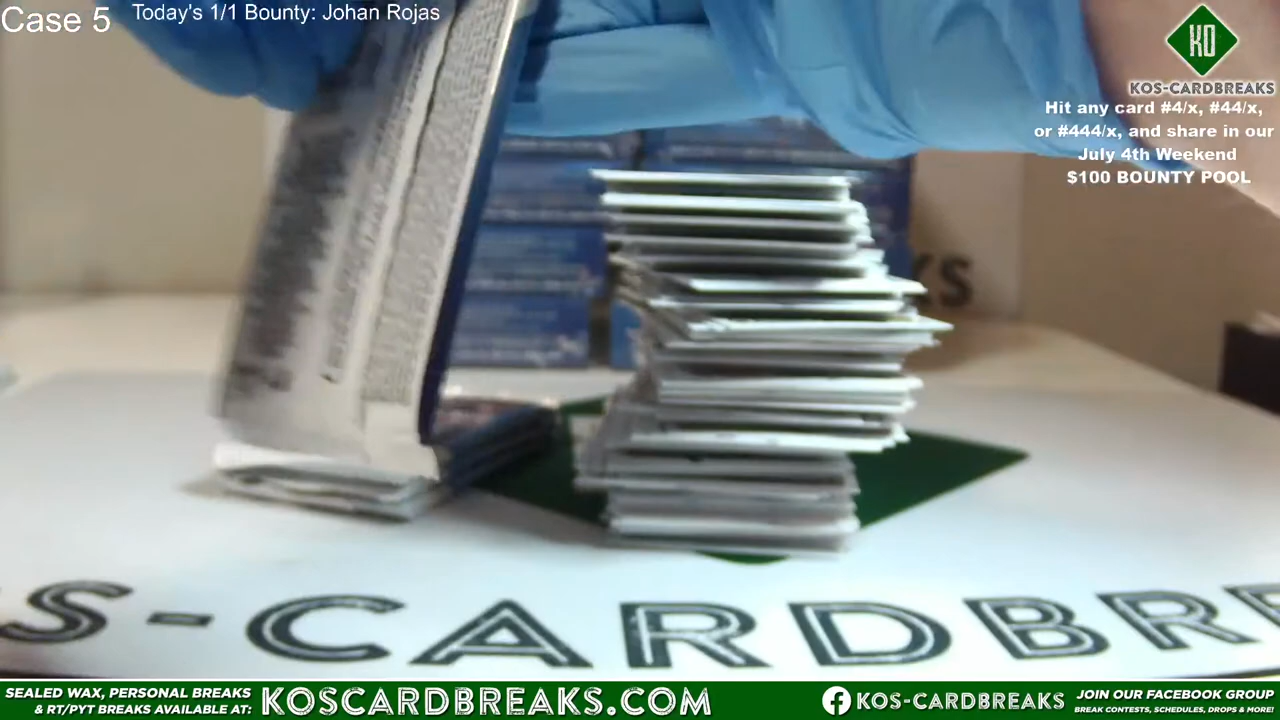 Case 5
Today's 1/1 Bounty: Johan Rojas
KO
KOS-CARDBREAKS
Hit any card #4/x, #44/x,
or #444/x, and share in our
July 4th Weekend
$100 BOUNTY POOL
KS
S-CARDBRE
SEALED WAX, PERSONAL BREAKS
& RT/PYT BREAKS AVAILABLE AT:
KOSCARDBREAKS.COM
KOS-CARDBREAKS
JOIN OUR FACEBOOK GROUP
BREAK CONTESTS, SCHEDULES, DROPS & MORE!